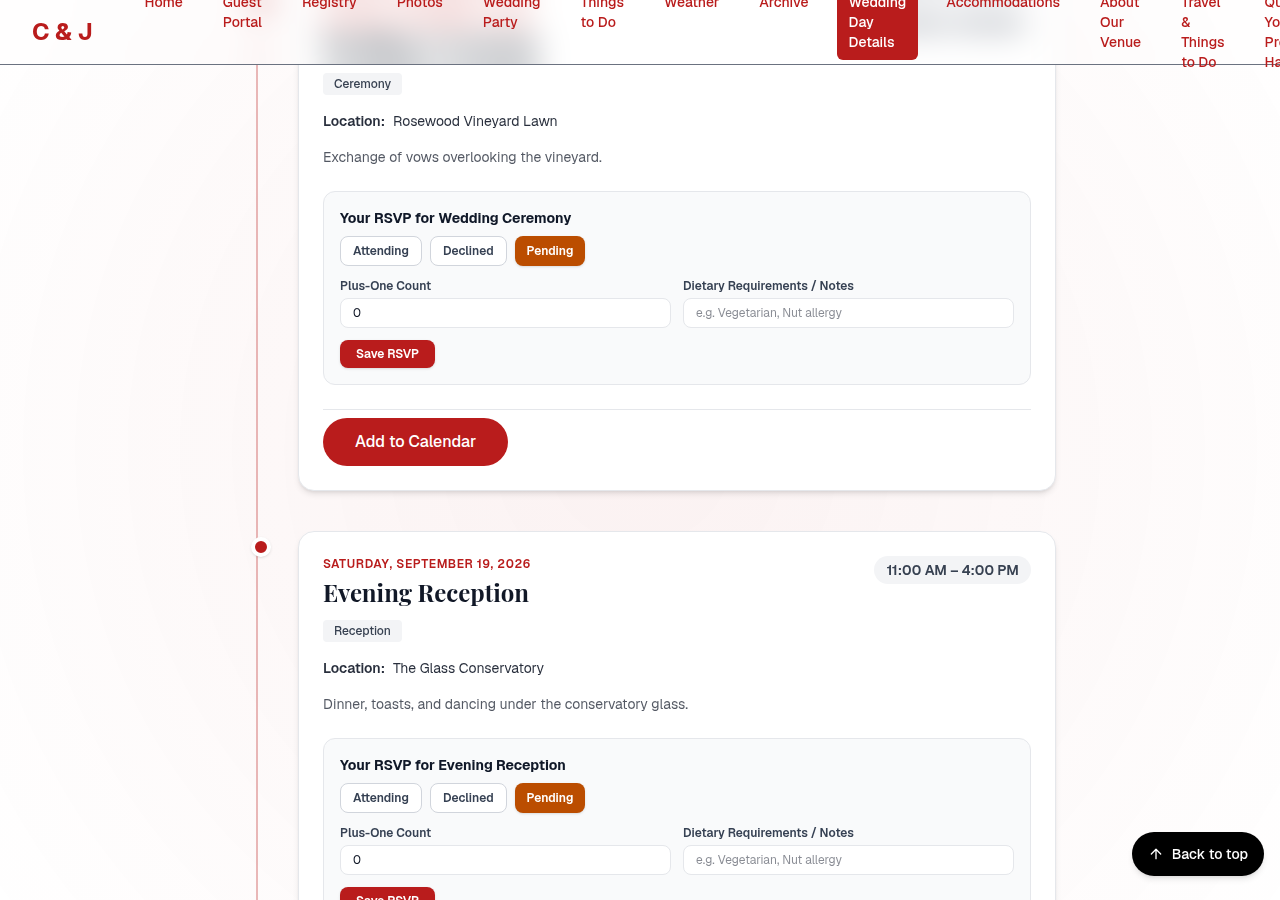 C & J
Home
Guest
Portal
Registry
Photos
Wedding
Party
Things
to Do
Weather
Archive
Wedding
Day
Details
Accommodations
About
Our
Venue
Travel
&
Things
to Do
Ceremony
Location: Rosewood Vineyard Lawn
Exchange of vows overlooking the vineyard.
Your RSVP for Wedding Ceremony
Attending Declined Pending
Plus-One Count Dietary Requirements / Notes
0 e.g. Vegetarian, Nut allergy
Save RSVP
Add to Calendar
SATURDAY, SEPTEMBER 19, 2026
11:00 AM – 4:00 PM
Evening Reception
Reception
Location: The Glass Conservatory
Dinner, toasts, and dancing under the conservatory glass.
Your RSVP for Evening Reception
Attending Declined Pending
Plus-One Count Dietary Requirements / Notes
0 e.g. Vegetarian, Nut allergy
Save RSVP
↑ Back to top